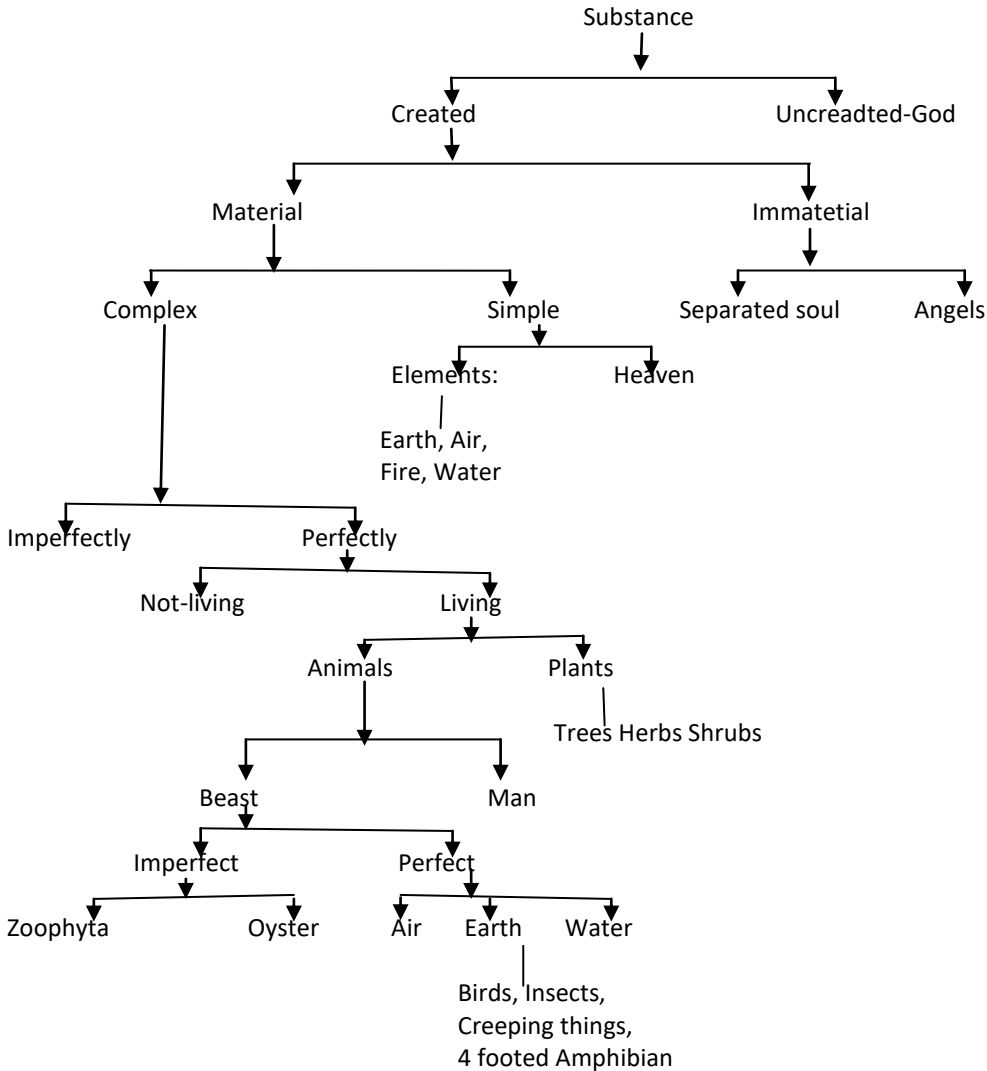 Substance
Created
Uncreadted-God
Material
Immatetial
Complex
Simple
Separated soul
Angels
Elements:
Heaven
Earth, Air,
Fire, Water
Imperfectly
Perfectly
Not-living
Living
Animals
Plants
Trees Herbs Shrubs
Beast
Man
Imperfect
Perfect
Zoophyta
Oyster
Air
Earth
Water
Birds, Insects,
Creeping things,
4 footed Amphibian